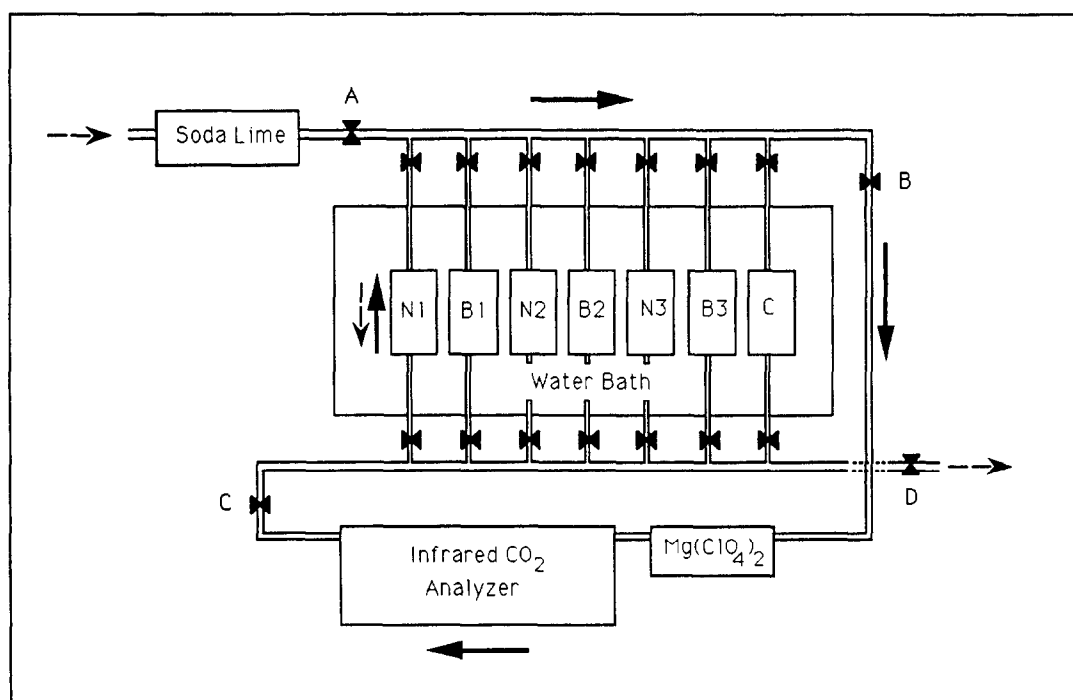 A
Soda Lime
B
N1 B1 N2 B2 N3 B3 C
Water Bath
C
D
Infrared CO2
Analyzer
Mg(ClO4)2